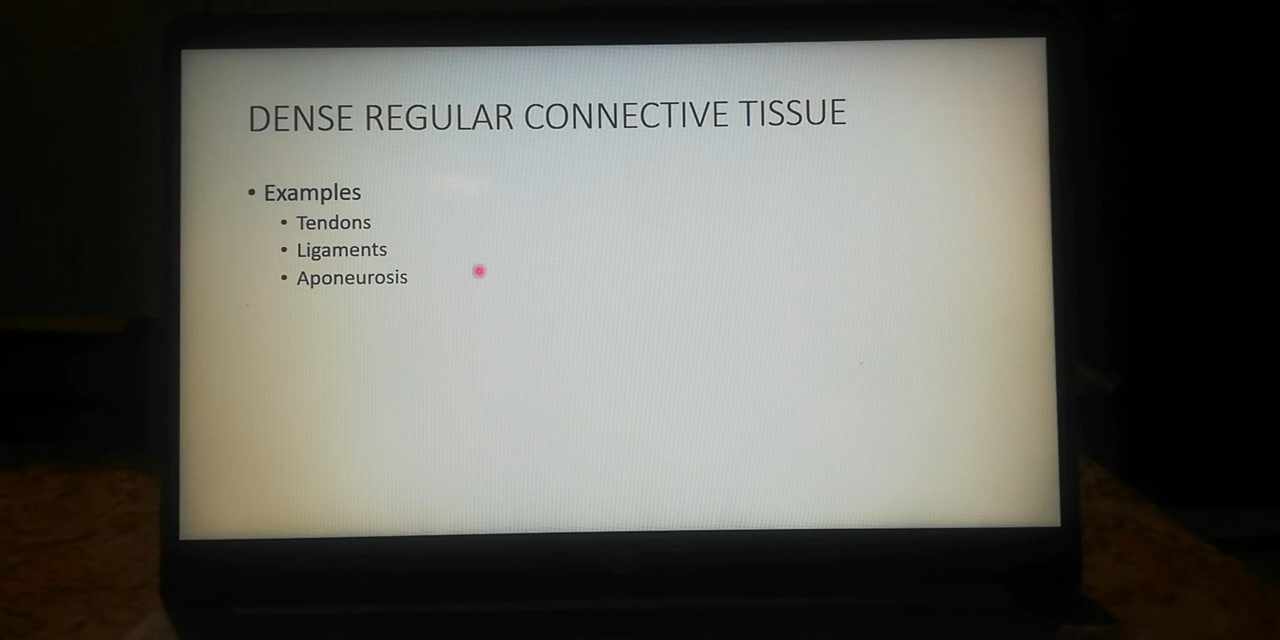 DENSE REGULAR CONNECTIVE TISSUE
• Examples
• Tendons
• Ligaments
• Aponeurosis